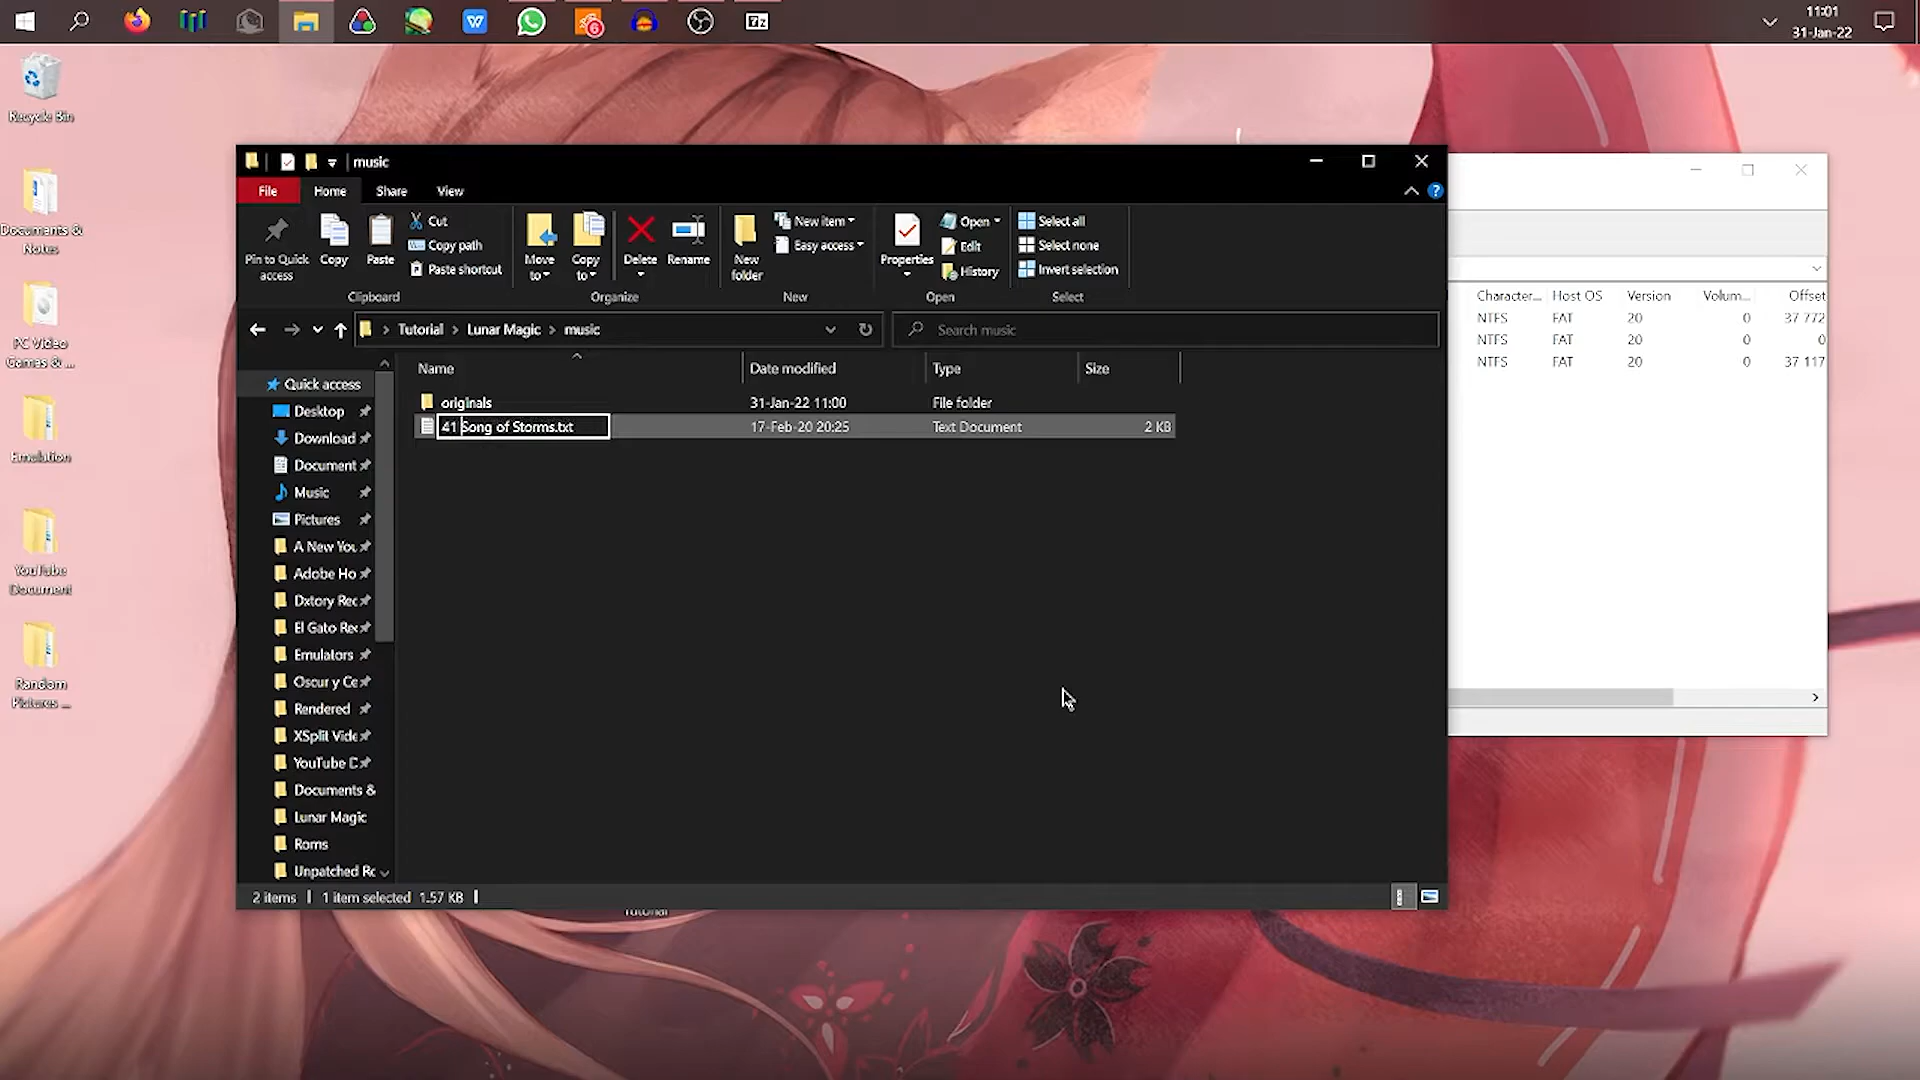 6
7z
11:01
31-Jan-22
Recycle Bin
Documents &
Notes
PC Video
Games & ...
Emulation
YouTube
Document
Random
Pictures ...
music
File
Home
Share
View
?
Pin to Quick
access
Copy
Paste
Cut
Copy path
Paste shortcut
Clipboard
Move
to
Copy
to
Delete
Rename
Organize
New
folder
New item
Easy access
New
Properties
Open
Edit
History
Open
Select all
Select none
Invert selection
Select
Tutorial
Lunar Magic
music
Search music
Name
Date modified
Type
Size
originals
31-Jan-22 11:00
File folder
41 Song of Storms.txt
17-Feb-20 20:25
Text Document
2 KB
Quick access
Desktop
Download
Document
Music
Pictures
A New You
Adobe Ho
Dxtory Rec
El Gato Rec
Emulators
Oscur y Ce
Rendered
XSplit Vide
YouTube D
Documents &
Lunar Magic
Roms
Unpatched Ro
2 items
1 item selected 1.57 KB
Tutorial
Character...
Host OS
Version
Volum...
Offset
NTFS
FAT
20
0
37 772
NTFS
FAT
20
0
0
NTFS
FAT
20
0
37 117